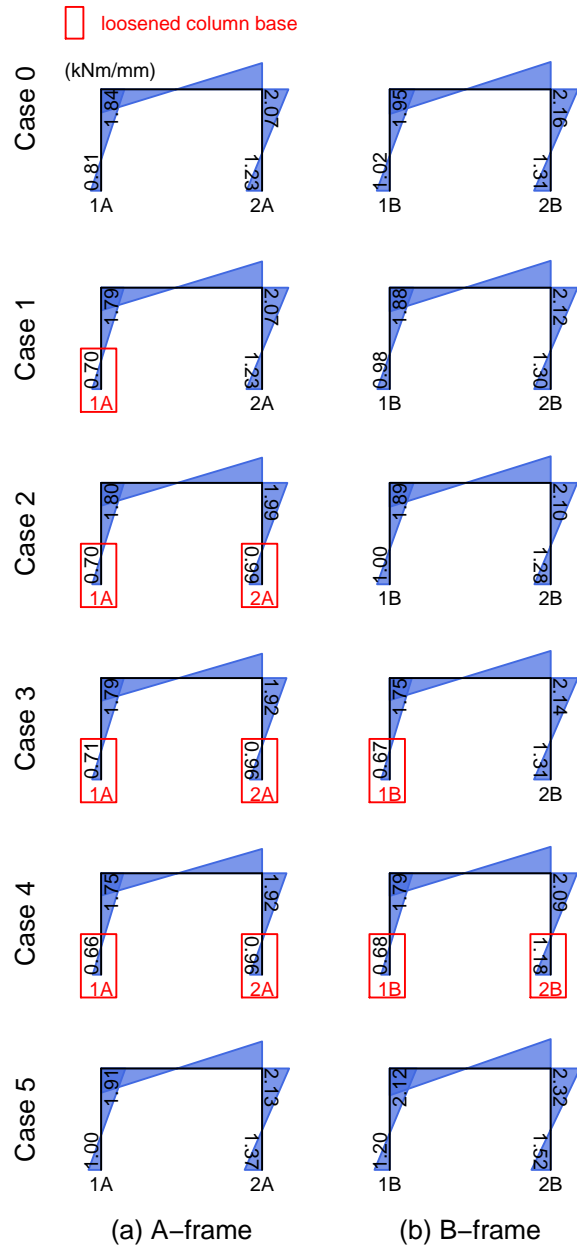 loosened column base
(kNm/mm)
Case 0
1.84
2.07
0.81
1.23
1A
2A
1.95
2.16
1.02
1.31
1B
2B
Case 1
1.79
2.07
0.70
1.23
1A
2A
1.88
2.12
0.98
1.30
1B
2B
Case 2
1.80
1.99
0.70
0.99
1A
2A
1.89
2.10
1.00
1.28
1B
2B
Case 3
1.79
1.92
0.71
0.96
1A
2A
1.75
2.14
0.67
1.31
1B
2B
Case 4
1.75
1.92
0.66
0.96
1A
2A
1.79
2.09
0.68
1.18
1B
2B
Case 5
1.91
2.13
1.00
1.37
1A
2A
2.12
2.32
1.20
1.52
1B
2B
(a) A−frame
(b) B−frame